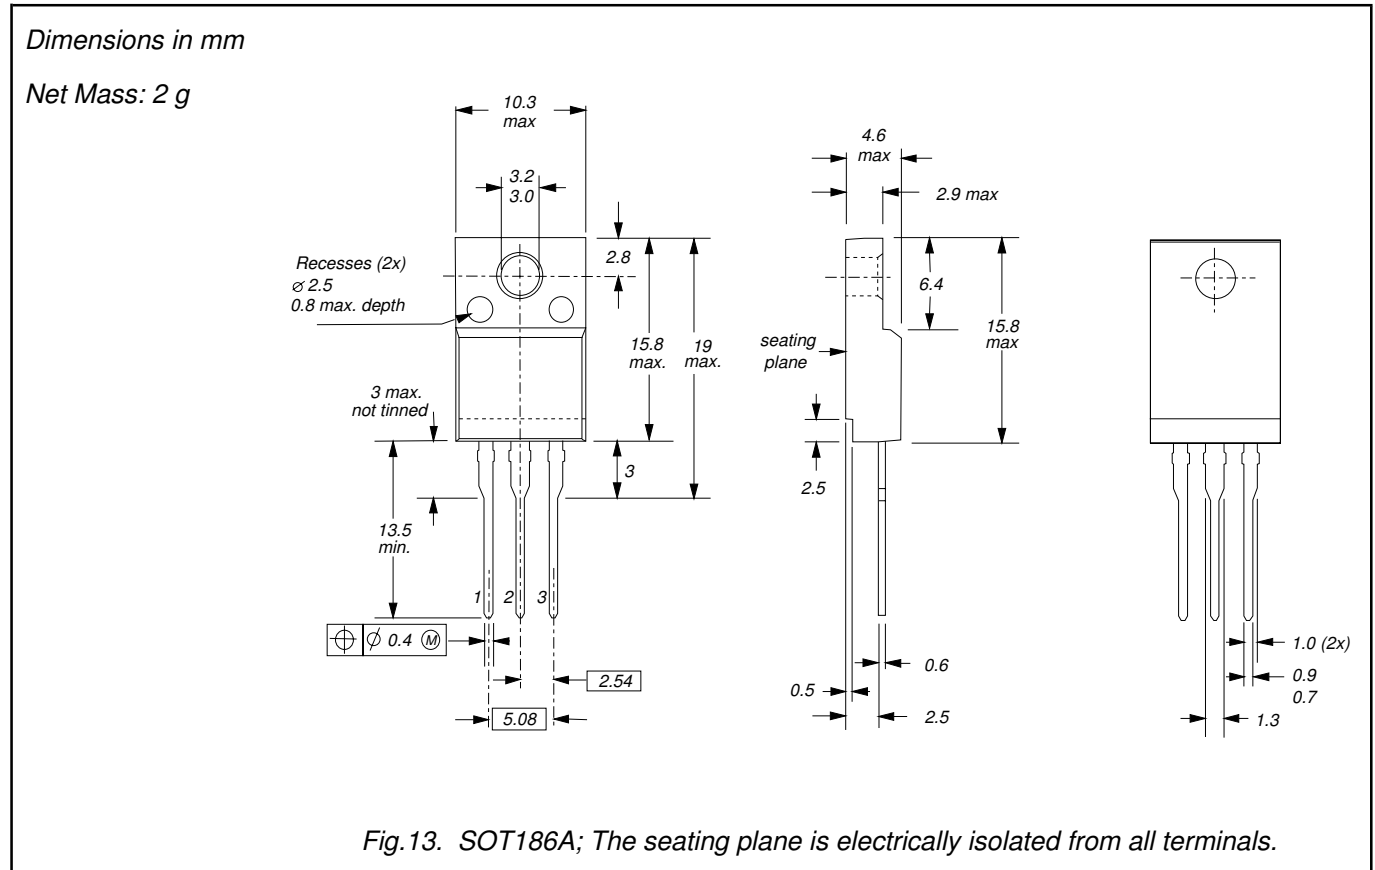 Dimensions in mm
Net Mass: 2 g
10.3
max
3.2
3.0
2.8
Recesses (2x)
⌀ 2.5
0.8 max. depth
15.8
max.
19
max.
3 max.
not tinned
3
13.5
min.
1 2 3
⌀ 0.4 Ⓜ
2.54
5.08
4.6
max
2.9 max
6.4
15.8
max
seating
plane
2.5
0.6
0.5
2.5
1.0 (2x)
0.9
0.7
1.3
Fig.13. SOT186A; The seating plane is electrically isolated from all terminals.